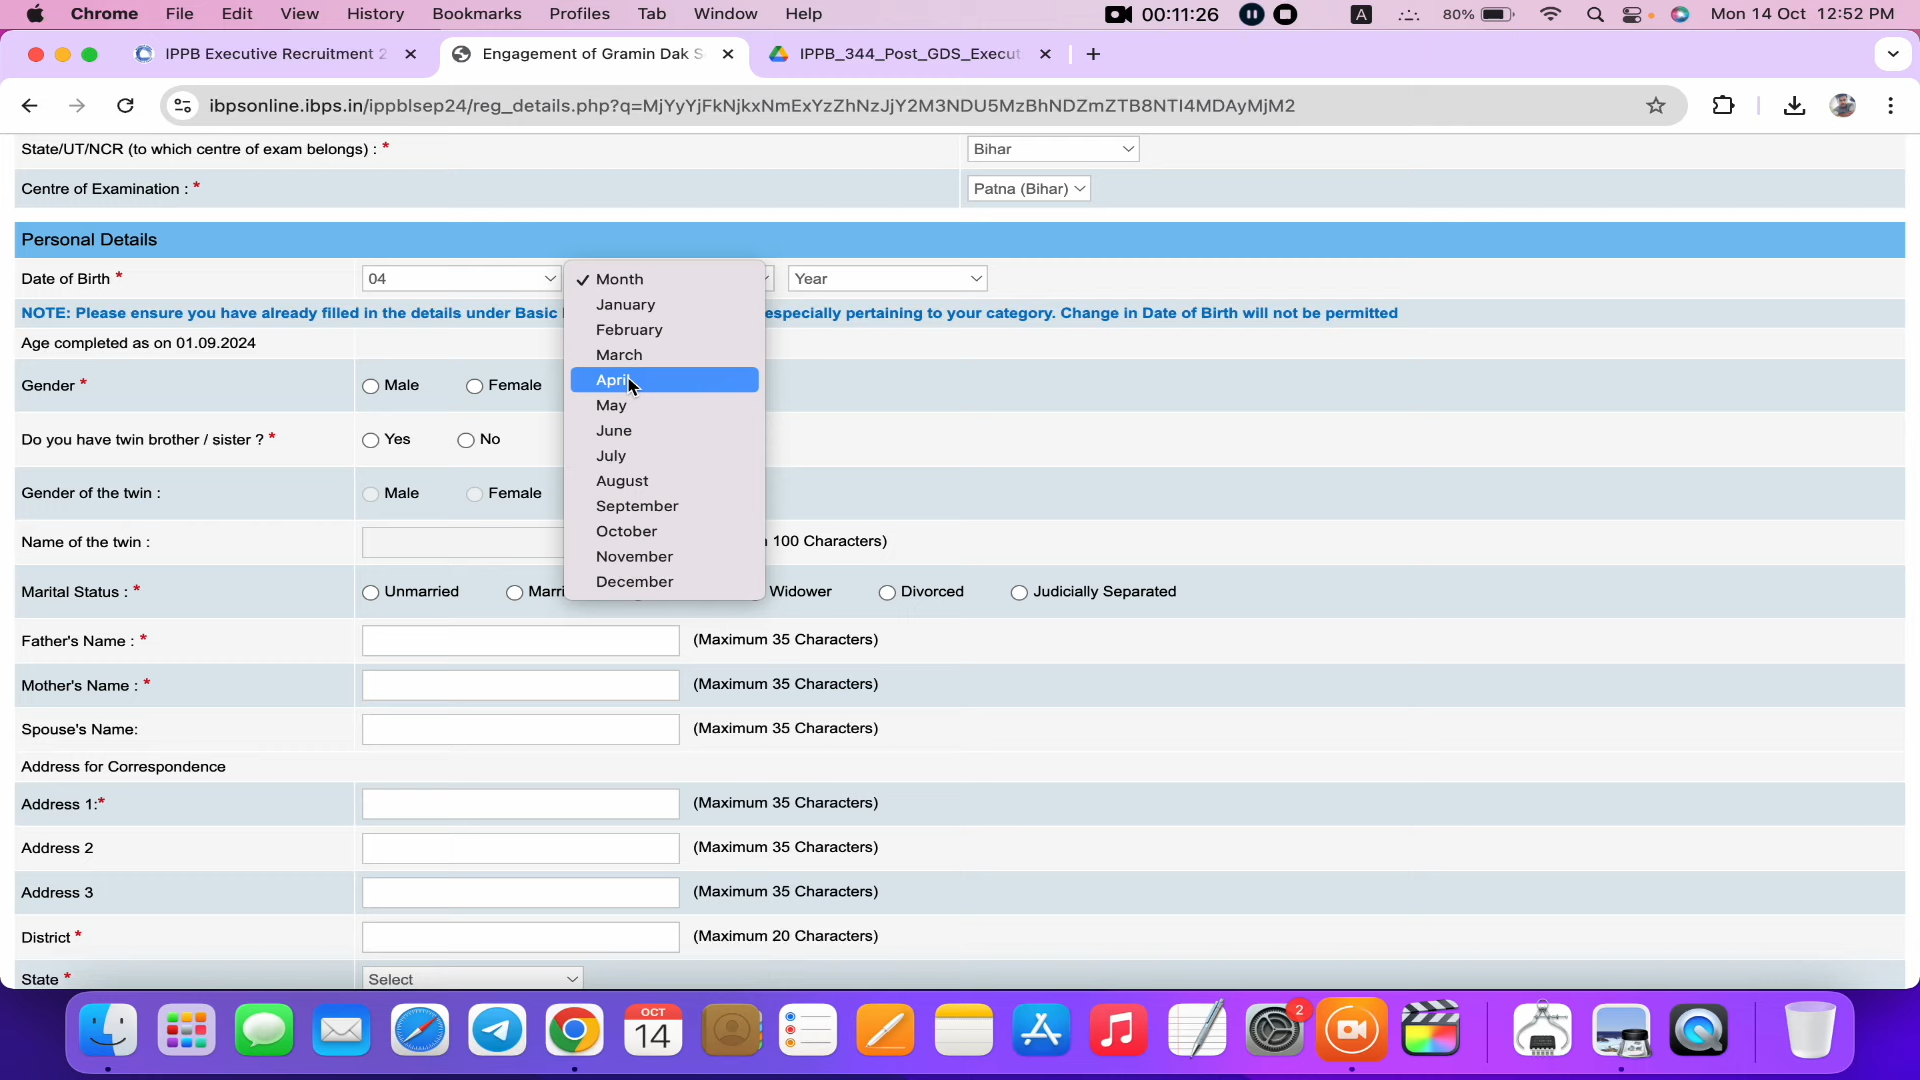 Chrome File Edit View History Bookmarks Profiles Tab Window Help 00:11:26 A 80% Mon 14 Oct 12:52 PM
IPPB Executive Recruitment 2 Engagement of Gramin Dak S IPPB_344_Post_GDS_Execut
ibpsonline.ibps.in/ippblsep24/reg_details.php?q=MjYyYjFkNjkxNmExYzZhNzJjY2M3NDU5MzBhNDZmZTB8NTI4MDAyMjM2
State/UT/NCR (to which centre of exam belongs) : * Bihar
Centre of Examination : * Patna (Bihar)
Personal Details
Date of Birth * 04 Month Year
January
NOTE: Please ensure you have already filled in the details under Basic especially pertaining to your category. Change in Date of Birth will not be permitted
February
Age completed as on 01.09.2024
March
April
Gender * Male Female
May
June
Do you have twin brother / sister ? * Yes No
July
August
Gender of the twin : Male Female
September
October
Name of the twin : 100 Characters)
November
December
Marital Status : * Unmarried Marri Widower Divorced Judicially Separated
Father's Name : * (Maximum 35 Characters)
Mother's Name : * (Maximum 35 Characters)
Spouse's Name: (Maximum 35 Characters)
Address for Correspondence
Address 1:* (Maximum 35 Characters)
Address 2 (Maximum 35 Characters)
Address 3 (Maximum 35 Characters)
District * (Maximum 20 Characters)
State * Select
OCT
14
2